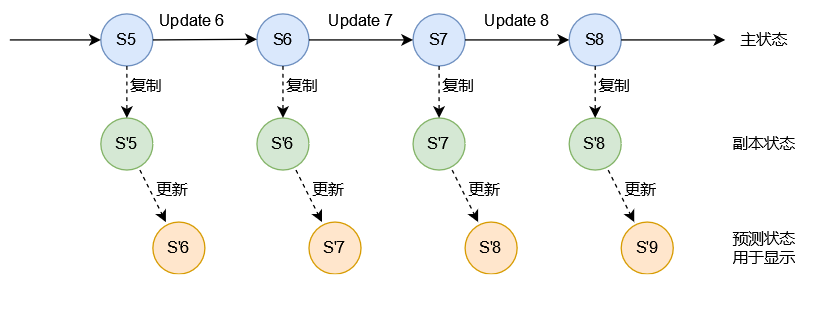 Update 6
Update 7
Update 8
S5
S6
S7
S8
主状态
复制
复制
复制
复制
S'5
S'6
S'7
S'8
副本状态
更新
更新
更新
更新
S'6
S'7
S'8
S'9
预测状态
用于显示